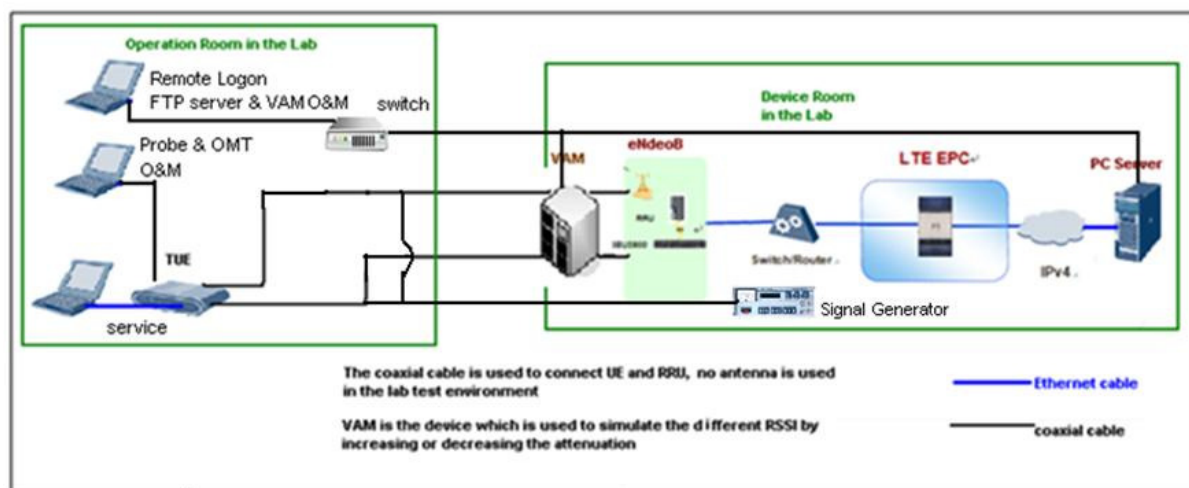 Operation Room in the Lab
Remote Logon
FTP server & VAM O&M
switch
Probe & OMT
O&M
TUE
service
Device Room
in the Lab
VAM
eNdeoB
RRU
LTE EPC
PC Server
Switch/Router
IPv4
Signal Generator
The coaxial cable is used to connect UE and RRU, no antenna is used
in the lab test environment
VAM is the device which is used to simulate the different RSSI by
increasing or decreasing the attenuation
Ethernet cable
coaxial cable